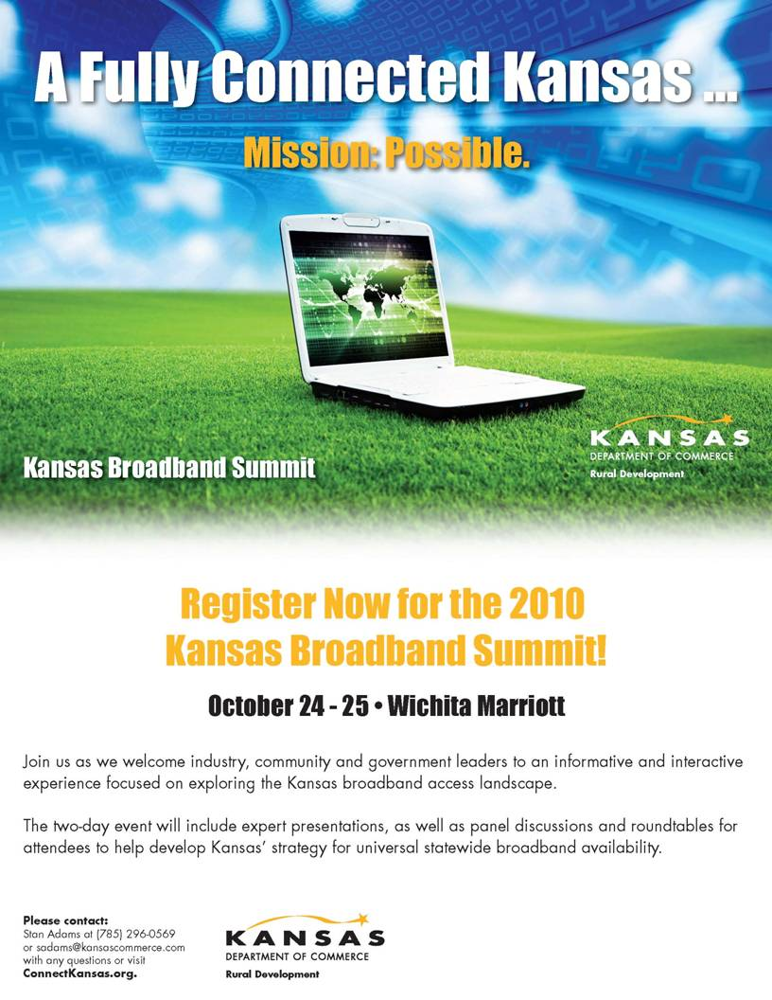 A Fully Connected Kansas ...
Mission: Possible.
KANSAS
DEPARTMENT OF COMMERCE
Rural Development
Kansas Broadband Summit
Register Now for the 2010
Kansas Broadband Summit!
October 24 - 25 • Wichita Marriott
Join us as we welcome industry, community and government leaders to an informative and interactive
experience focused on exploring the Kansas broadband access landscape.
The two-day event will include expert presentations, as well as panel discussions and roundtables for
attendees to help develop Kansas’ strategy for universal statewide broadband availability.
Please contact:
Stan Adams at (785) 296-0569
or sadams@kansascommerce.com
with any questions or visit
ConnectKansas.org.
KANSAS
DEPARTMENT OF COMMERCE
Rural Development